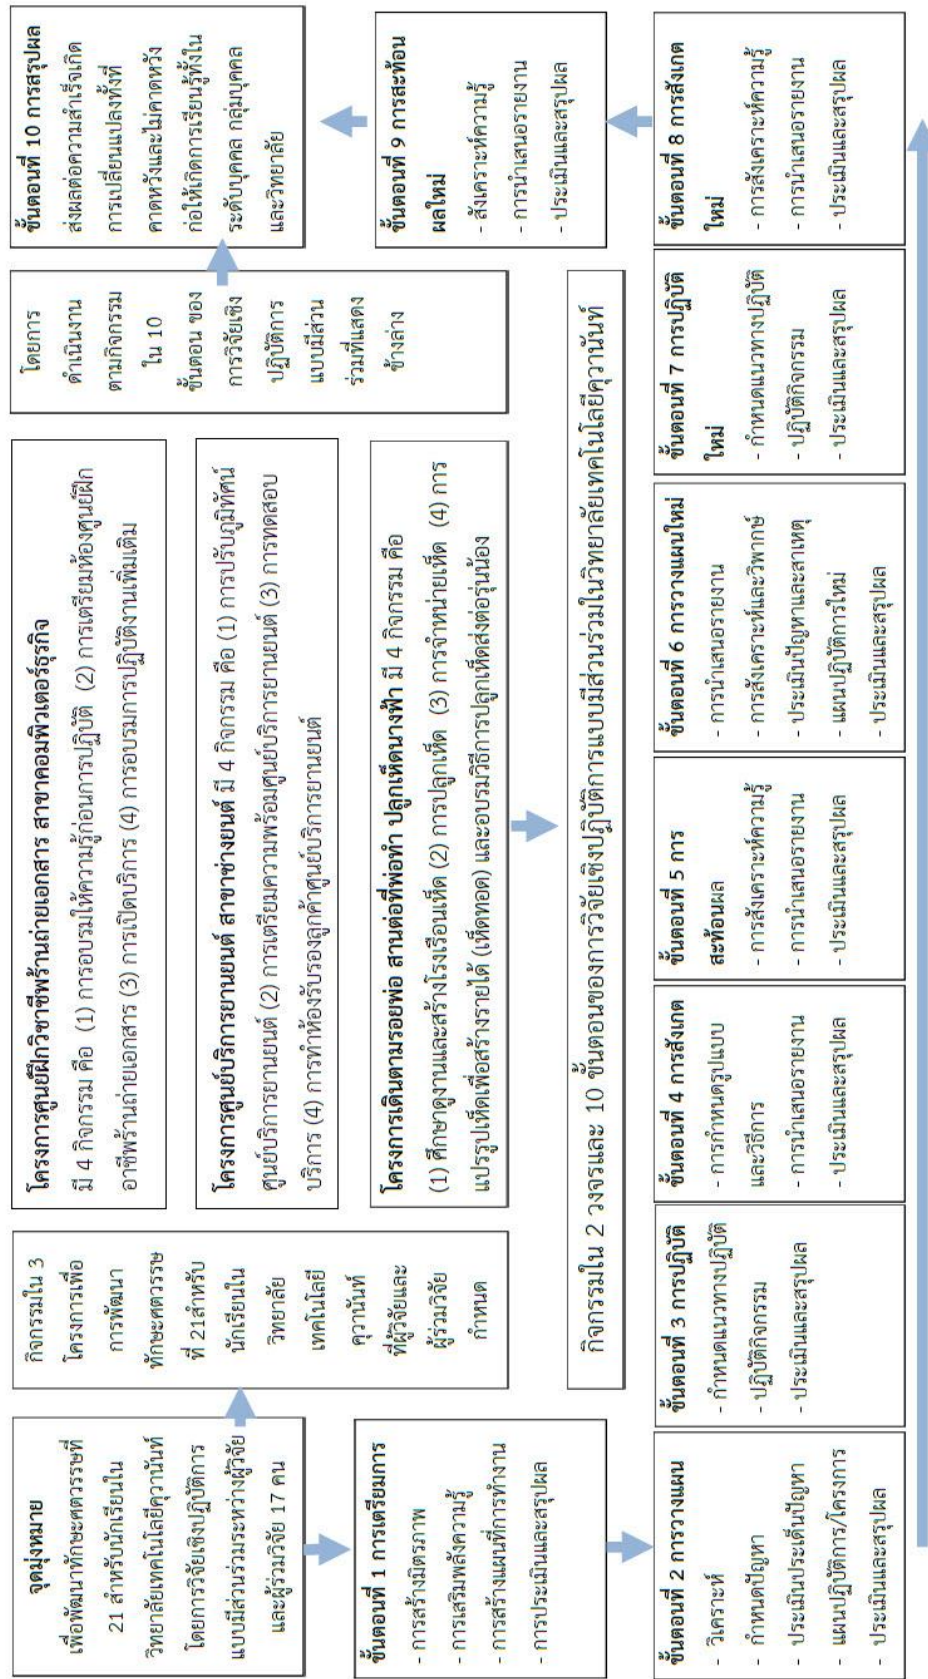 จุดมุ่งหมาย
เพื่อพัฒนาทักษะศตวรรษที่
21 สำหรับนักเรียนใน
วิทยาลัยเทคโนโลยีคุวานันท์
โดยการวิจัยเชิงปฏิบัติการ
แบบมีส่วนร่วมระหว่างผู้วิจัย
และผู้ร่วมวิจัย 17 คน
กิจกรรมใน 3
โครงการเพื่อ
การพัฒนา
ทักษะศตวรรษ
ที่ 21สำหรับ
นักเรียนใน
วิทยาลัย
เทคโนโลยี
คุวานันท์
ที่ผู้วิจัยและ
ผู้ร่วมวิจัย
กำหนด
โครงการศูนย์ฝึกวิชาชีพร้านถ่ายเอกสาร สาขาคอมพิวเตอร์ธุรกิจ
มี 4 กิจกรรม คือ (1) การอบรมให้ความรู้ก่อนการปฏิบัติ (2) การเตรียมห้องศูนย์ฝึก
อาชีพร้านถ่ายเอกสาร (3) การเปิดบริการ (4) การอบรมการปฏิบัติงานเพิ่มเติม
โครงการศูนย์บริการยานยนต์ สาขาช่างยนต์ มี 4 กิจกรรม คือ (1) การปรับภูมิทัศน์
ศูนย์บริการยานยนต์ (2) การเตรียมความพร้อมศูนย์บริการยานยนต์ (3) การทดสอบ
บริการ (4) การทำห้องรับรองลูกค้าศูนย์บริการยานยนต์
โครงการเดินตามรอยพ่อ สานต่อที่พ่อทำ ปลูกเห็ดนางฟ้า มี 4 กิจกรรม คือ
(1) ศึกษาดูงานและสร้างโรงเรือนเห็ด (2) การปลูกเห็ด (3) การจำหน่ายเห็ด (4) การ
แปรรูปเห็ดเพื่อสร้างรายได้ (เห็ดทอด) และอบรมวิธีการปลูกเห็ดส่งต่อรุ่นน้อง
โดยการ
ดำเนินงาน
ตามกิจกรรม
ใน 10
ขั้นตอน ของ
การวิจัยเชิง
ปฏิบัติการ
แบบมีส่วน
ร่วมที่แสดง
ข้างล่าง
ขั้นตอนที่ 10 การสรุปผล
ส่งผลต่อความสำเร็จเกิด
การเปลี่ยนแปลงทั้งที่
คาดหวังและไม่คาดหวัง
ก่อให้เกิดการเรียนรู้ทั้งใน
ระดับบุคคล กลุ่มบุคคล
และวิทยาลัย
ขั้นตอนที่ 1 การเตรียมการ
- การสร้างมิตรภาพ
- การเสริมพลังความรู้
- การสร้างแผนที่การทำงาน
- การประเมินและสรุปผล
กิจกรรมใน 2 วงจรและ 10 ขั้นตอนของการวิจัยเชิงปฏิบัติการแบบมีส่วนร่วมในวิทยาลัยเทคโนโลยีคุวานันท์
ขั้นตอนที่ 9 การสะท้อน
ผลใหม่
- สังเคราะห์ความรู้
- การนำเสนอรายงาน
- ประเมินและสรุปผล
ขั้นตอนที่ 2 การวางแผน
- วิเคราะห์
- กำหนดปัญหา
- ประเมินประเด็นปัญหา
- แผนปฏิบัติการ/โครงการ
- ประเมินและสรุปผล
ขั้นตอนที่ 3 การปฏิบัติ
- กำหนดแนวทางปฏิบัติ
- ปฏิบัติกิจกรรม
- ประเมินและสรุปผล
ขั้นตอนที่ 4 การสังเกต
- การกำหนดรูปแบบ
และวิธีการ
- การนำเสนอรายงาน
- ประเมินและสรุปผล
ขั้นตอนที่ 5 การ
สะท้อนผล
- การสังเคราะห์ความรู้
- การนำเสนอรายงาน
- ประเมินและสรุปผล
ขั้นตอนที่ 6 การวางแผนใหม่
- การนำเสนอรายงาน
- การสังเคราะห์และวิพากษ์
- ประเมินปัญหาและสาเหตุ
- แผนปฏิบัติการใหม่
- ประเมินและสรุปผล
ขั้นตอนที่ 7 การปฏิบัติ
ใหม่
- กำหนดแนวทางปฏิบัติ
- ปฏิบัติกิจกรรม
- ประเมินและสรุปผล
ขั้นตอนที่ 8 การสังเกต
ใหม่
- การสังเคราะห์ความรู้
- การนำเสนอรายงาน
- ประเมินและสรุปผล